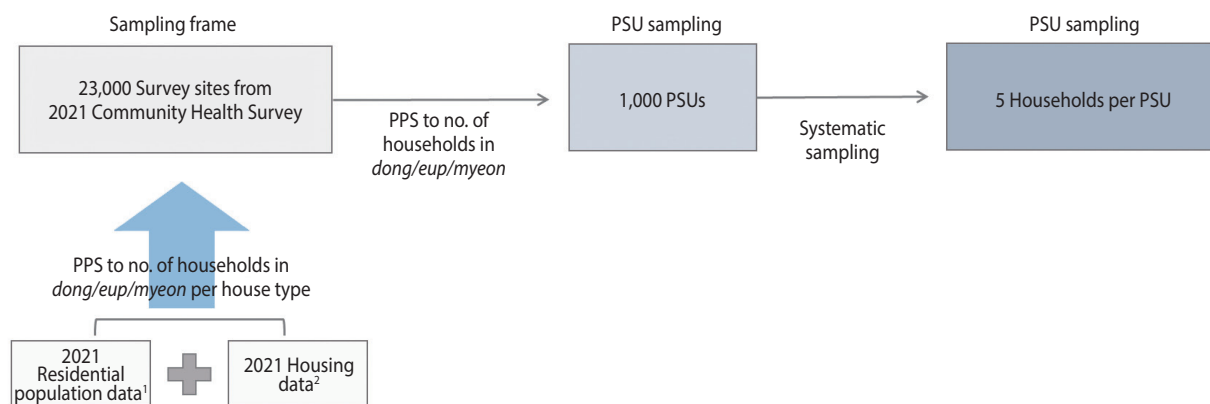 Sampling frame
23,000 Survey sites from
2021 Community Health Survey
PPS to no. of
households in
dong/eup/myeon
PSU sampling
1,000 PSUs
Systematic
sampling
PSU sampling
5 Households per PSU
PPS to no. of households in
dong/eup/myeon per house type
2021
Residential
population data¹
2021 Housing
data²